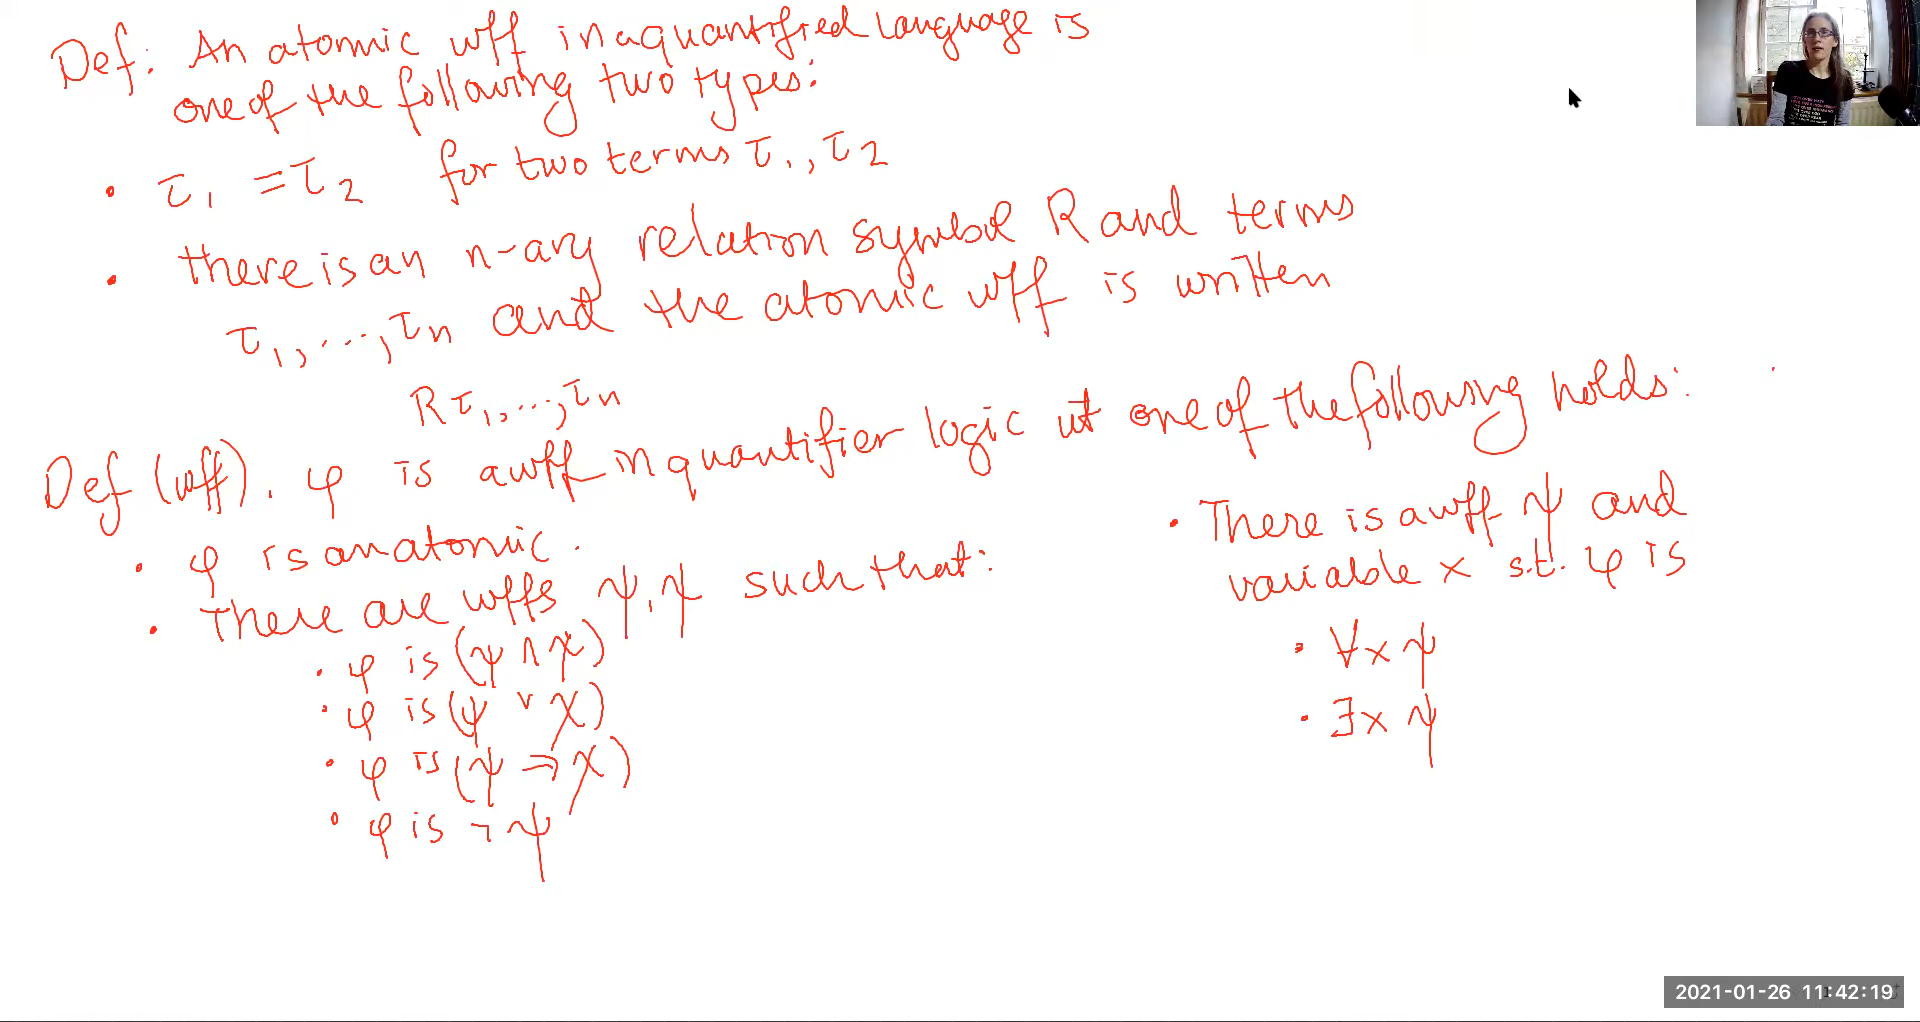 Def: An atomic wff in a quantified language is
one of the following two types:
• τ₁ = τ₂ for two terms τ₁, τ₂
• there is an n-ary relation symbol R and terms
τ₁, ..., τn and the atomic wff is written
Rτ₁, ..., τn
Def (wff). φ is a wff in quantifier logic iff one of the following holds:
• φ is an atomic.
• There are wffs ψ, χ such that:
• φ is (ψ ∧ χ)
• φ is (ψ ∨ χ)
• φ is (ψ → χ)
• φ is ¬ψ
• There is a wff ψ and
variable x s.t. φ is
• ∀x ψ
• ∃x ψ
2021-01-26 11:42:19